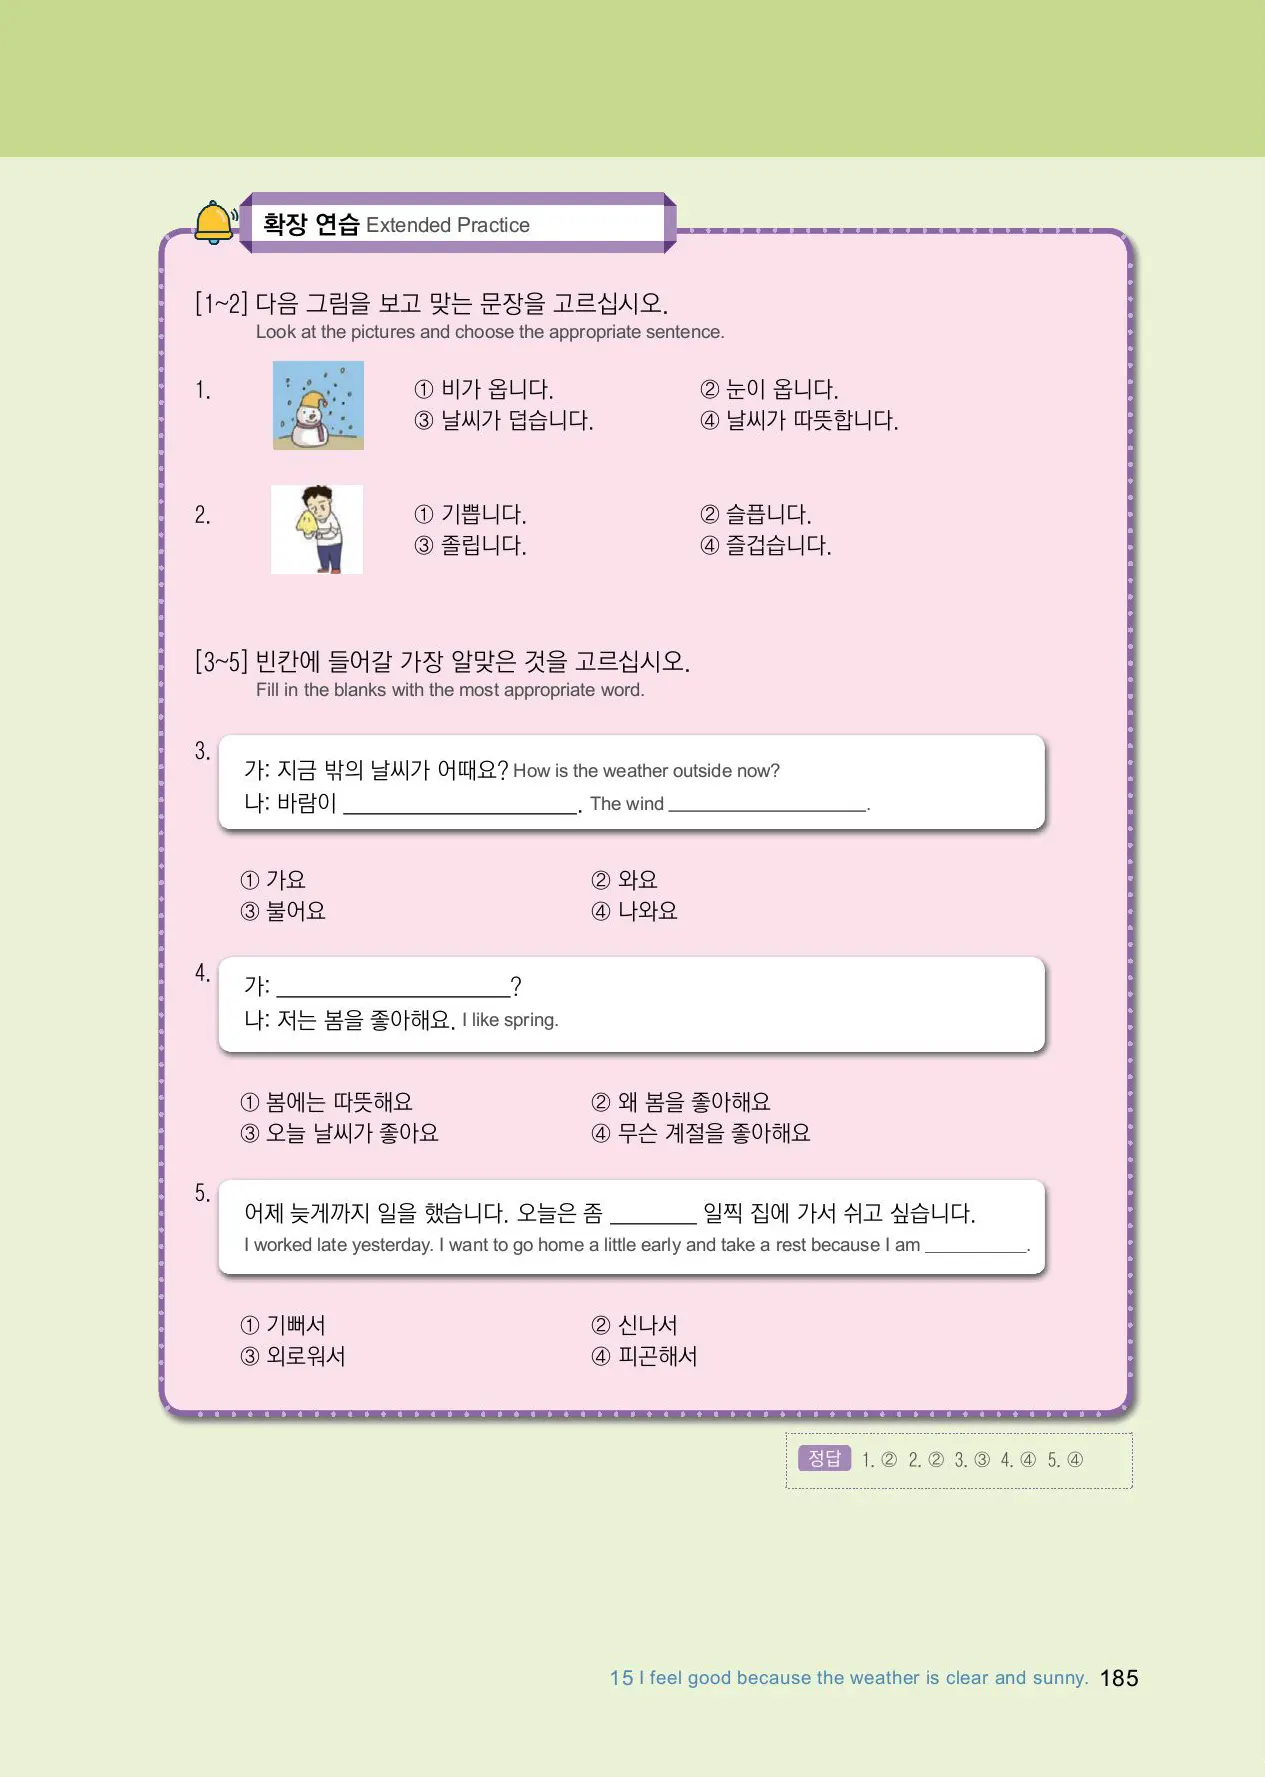 확장 연습 Extended Practice
[1~2] 다음 그림을 보고 맞는 문장을 고르십시오.
Look at the pictures and choose the appropriate sentence.
1.
① 비가 옵니다. ② 눈이 옵니다.
③ 날씨가 덥습니다. ④ 날씨가 따뜻합니다.
2.
① 기쁩니다. ② 슬픕니다.
③ 졸립니다. ④ 즐겁습니다.
[3~5] 빈칸에 들어갈 가장 알맞은 것을 고르십시오.
Fill in the blanks with the most appropriate word.
3.
가: 지금 밖의 날씨가 어때요? How is the weather outside now?
나: 바람이 ____________________. The wind ____________________.
① 가요 ② 와요
③ 불어요 ④ 나와요
4.
가: ____________________?
나: 저는 봄을 좋아해요. I like spring.
① 봄에는 따뜻해요 ② 왜 봄을 좋아해요
③ 오늘 날씨가 좋아요 ④ 무슨 계절을 좋아해요
5.
어제 늦게까지 일을 했습니다. 오늘은 좀 ________ 일찍 집에 가서 쉬고 싶습니다.
I worked late yesterday. I want to go home a little early and take a rest because I am __________.
① 기뻐서 ② 신나서
③ 외로워서 ④ 피곤해서
정답 1. ② 2. ② 3. ③ 4. ④ 5. ④
15 I feel good because the weather is clear and sunny. 185